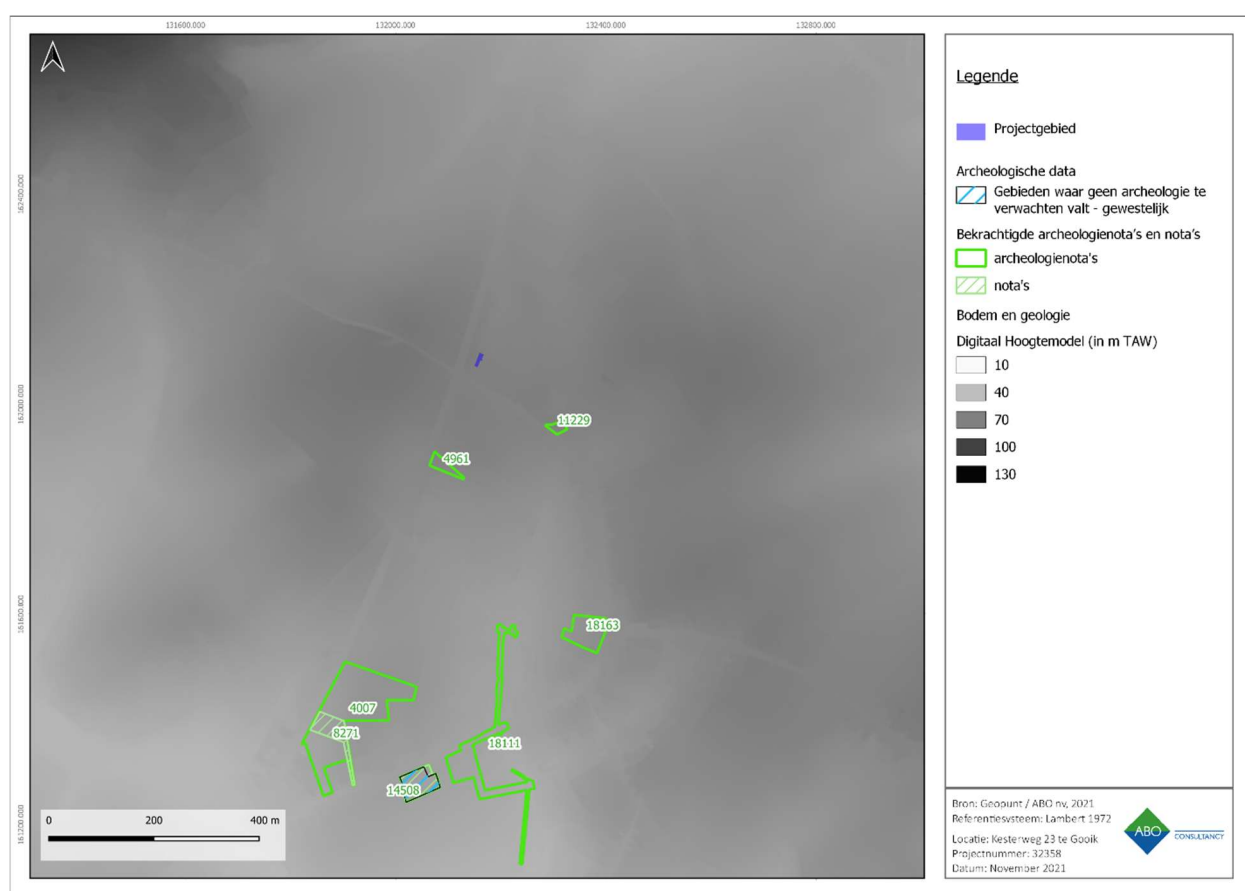 131600.000 132000.000 132400.000 132800.000
162400.000
162000.000
161600.000
161200.000
11229
4961
18163
4007
8271
18111
14508
0 200 400 m
Legende
Projectgebied
Archeologische data
Gebieden waar geen archeologie te
verwachten valt - gewestelijk
Bekrachtigde archeologienota's en nota's
archeologienota's
nota's
Bodem en geologie
Digitaal Hoogtemodel (in m TAW)
10
40
70
100
130
Bron: Geopunt / ABO nv, 2021
Referentiesysteem: Lambert 1972
Locatie: Kesterweg 23 te Gooik
Projectnummer: 32358
Datum: November 2021
ABO
CONSULTANCY